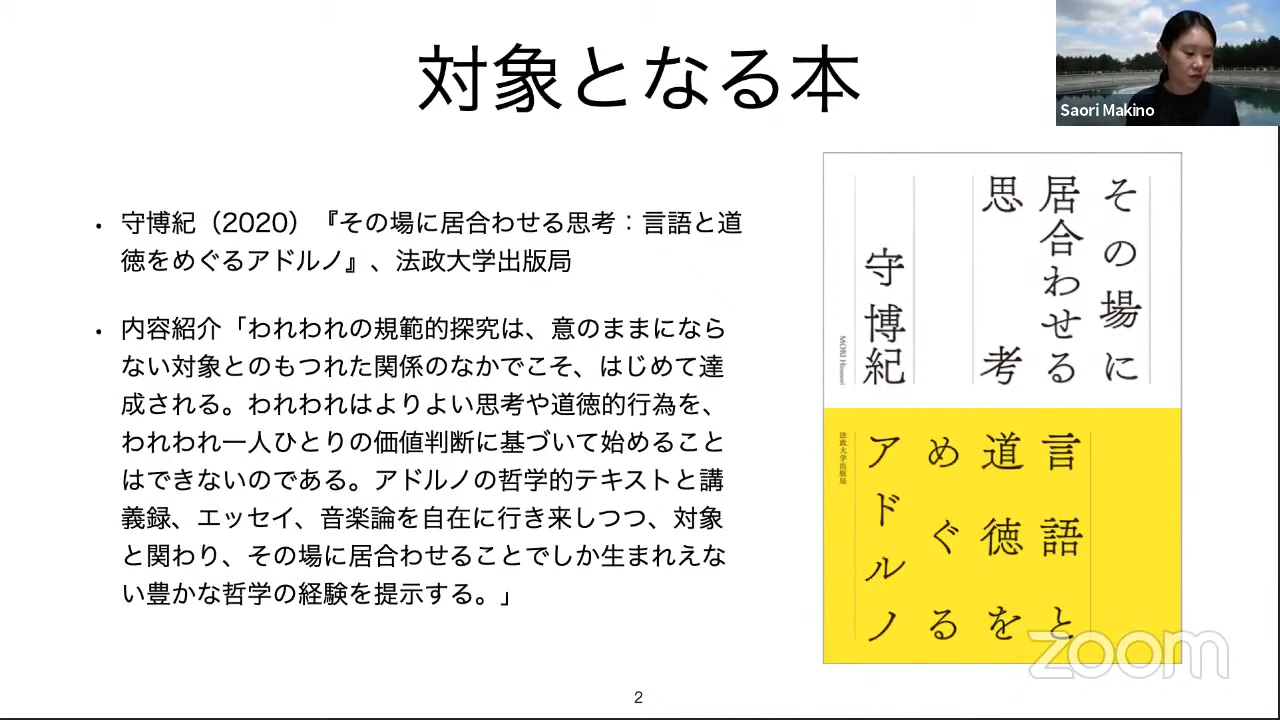 対象となる本
Saori Makino
・守博紀（2020）『その場に居合わせる思考：言語と道
徳をめぐるアドルノ』、法政大学出版局
・内容紹介「われわれの規範的探究は、意のままになら
ない対象とのもつれた関係のなかでこそ、はじめて達
成される。われわれはよりよい思考や道徳的行為を、
われわれ一人ひとりの価値判断に基づいて始めること
はできないのである。アドルノの哲学的テキストと講
義録、エッセイ、音楽論を自在に行き来しつつ、対象
と関わり、その場に居合わせることでしか生まれえな
い豊かな哲学の経験を提示する。」
その場に
居合わせる
思考
守博紀
MORI Hironori
言語と
道徳を
めぐる
アドルノ
法政大学出版局
zoom
2